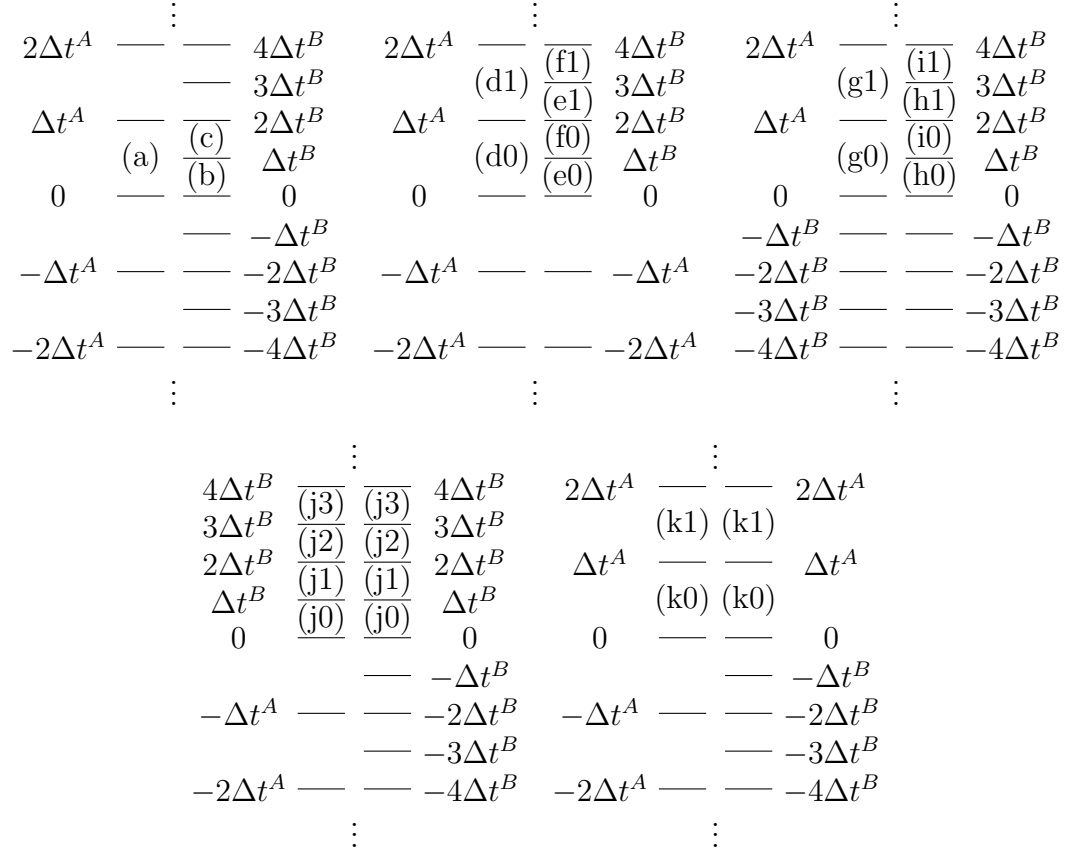 ⋮ ⋮ ⋮
2Δt^A 4Δt^B 2Δt^A 4Δt^B 2Δt^A 4Δt^B
(f1) (i1)
3Δt^B (d1) 3Δt^B (g1) 3Δt^B
(e1) (h1)
Δt^A 2Δt^B Δt^A 2Δt^B Δt^A 2Δt^B
(c) (f0) (i0)
(a) Δt^B (d0) Δt^B (g0) Δt^B
(b) (e0) (h0)
0 0 0 0 0 0
−Δt^B −Δt^B −Δt^B
−Δt^A −2Δt^B −Δt^A −Δt^A −2Δt^B −2Δt^B
−3Δt^B −3Δt^B −3Δt^B
−2Δt^A −4Δt^B −2Δt^A −2Δt^A −4Δt^B −4Δt^B
⋮ ⋮ ⋮
⋮ ⋮
4Δt^B 4Δt^B 2Δt^A 2Δt^A
(j3) (j3)
3Δt^B 3Δt^B (k1) (k1)
(j2) (j2)
2Δt^B 2Δt^B Δt^A Δt^A
(j1) (j1)
Δt^B Δt^B (k0) (k0)
(j0) (j0)
0 0 0 0
−Δt^B −Δt^B
−Δt^A −2Δt^B −Δt^A −2Δt^B
−3Δt^B −3Δt^B
−2Δt^A −4Δt^B −2Δt^A −4Δt^B
⋮ ⋮